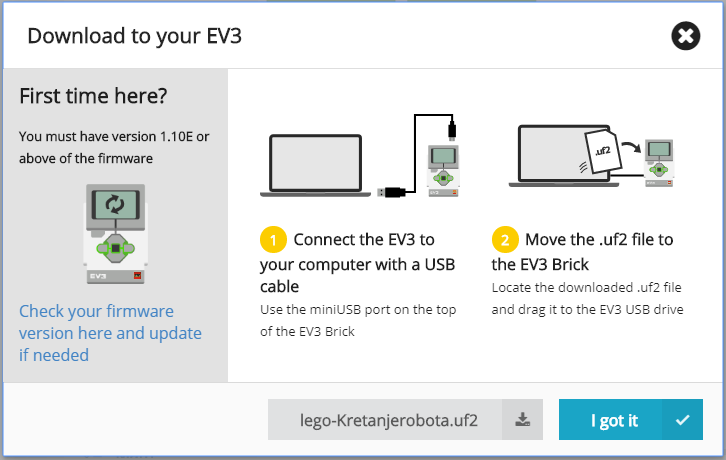 Download to your EV3
First time here?
You must have version 1.10E or
above of the firmware
EV3
Check your firmware
version here and update
if needed
EV3
1 Connect the EV3 to
your computer with a USB
cable
Use the miniUSB port on the top
of the EV3 Brick
.uf2
EV3
2 Move the .uf2 file to
the EV3 Brick
Locate the downloaded .uf2 file
and drag it to the EV3 USB drive
lego-Kretanjerobota.uf2
I got it